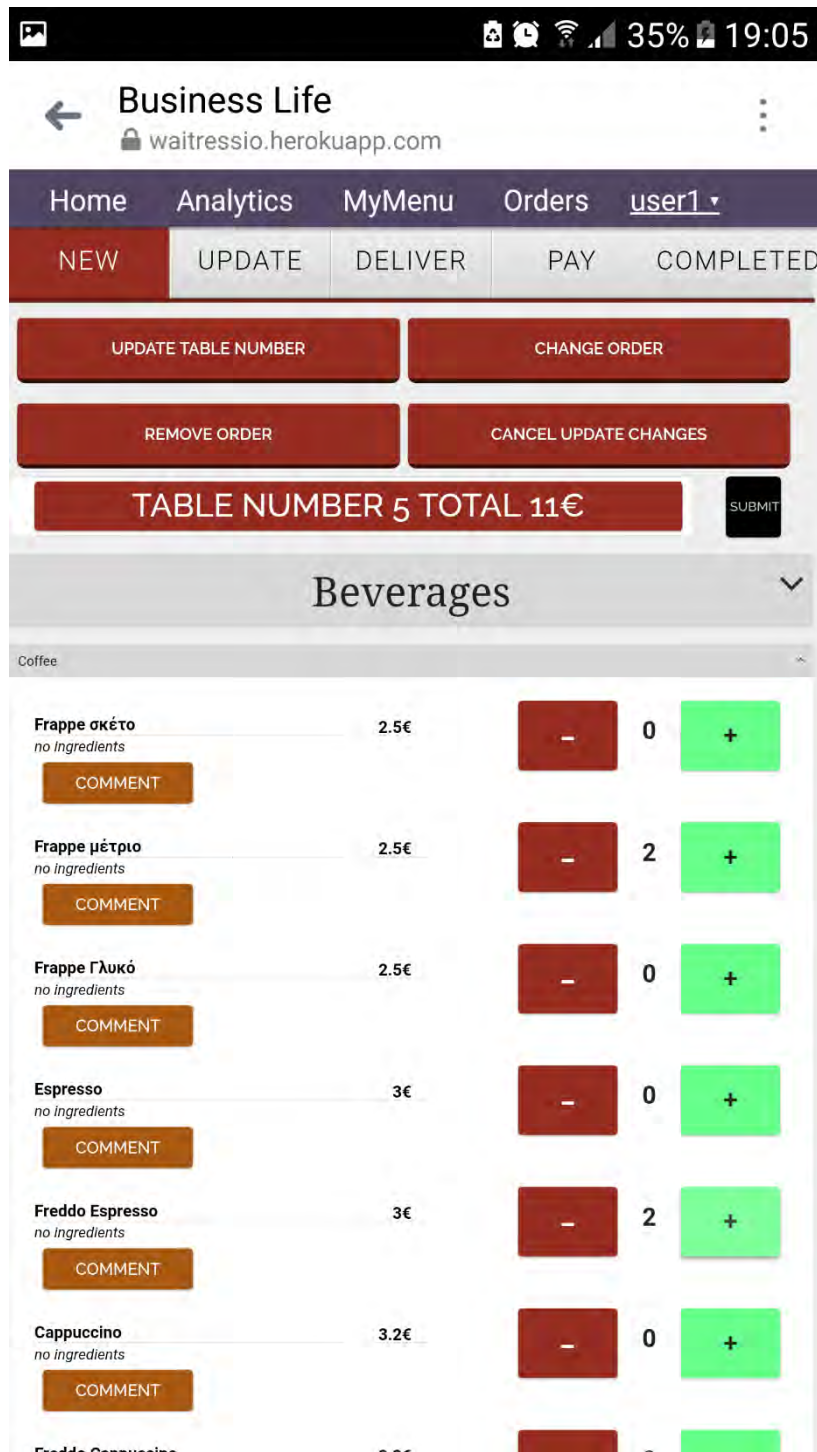 35% 19:05
Business Life
waitressio.herokuapp.com
Home Analytics MyMenu Orders user1
NEW UPDATE DELIVER PAY COMPLETED
UPDATE TABLE NUMBER CHANGE ORDER
REMOVE ORDER CANCEL UPDATE CHANGES
TABLE NUMBER 5 TOTAL 11€ SUBMIT
Beverages
Coffee
Frappe σκέτο 2.5€ - 0 +
no ingredients
COMMENT
Frappe μέτριο 2.5€ - 2 +
no ingredients
COMMENT
Frappe Γλυκό 2.5€ - 0 +
no ingredients
COMMENT
Espresso 3€ - 0 +
no ingredients
COMMENT
Freddo Espresso 3€ - 2 +
no ingredients
COMMENT
Cappuccino 3.2€ - 0 +
no ingredients
COMMENT
Freddo Cappuccino